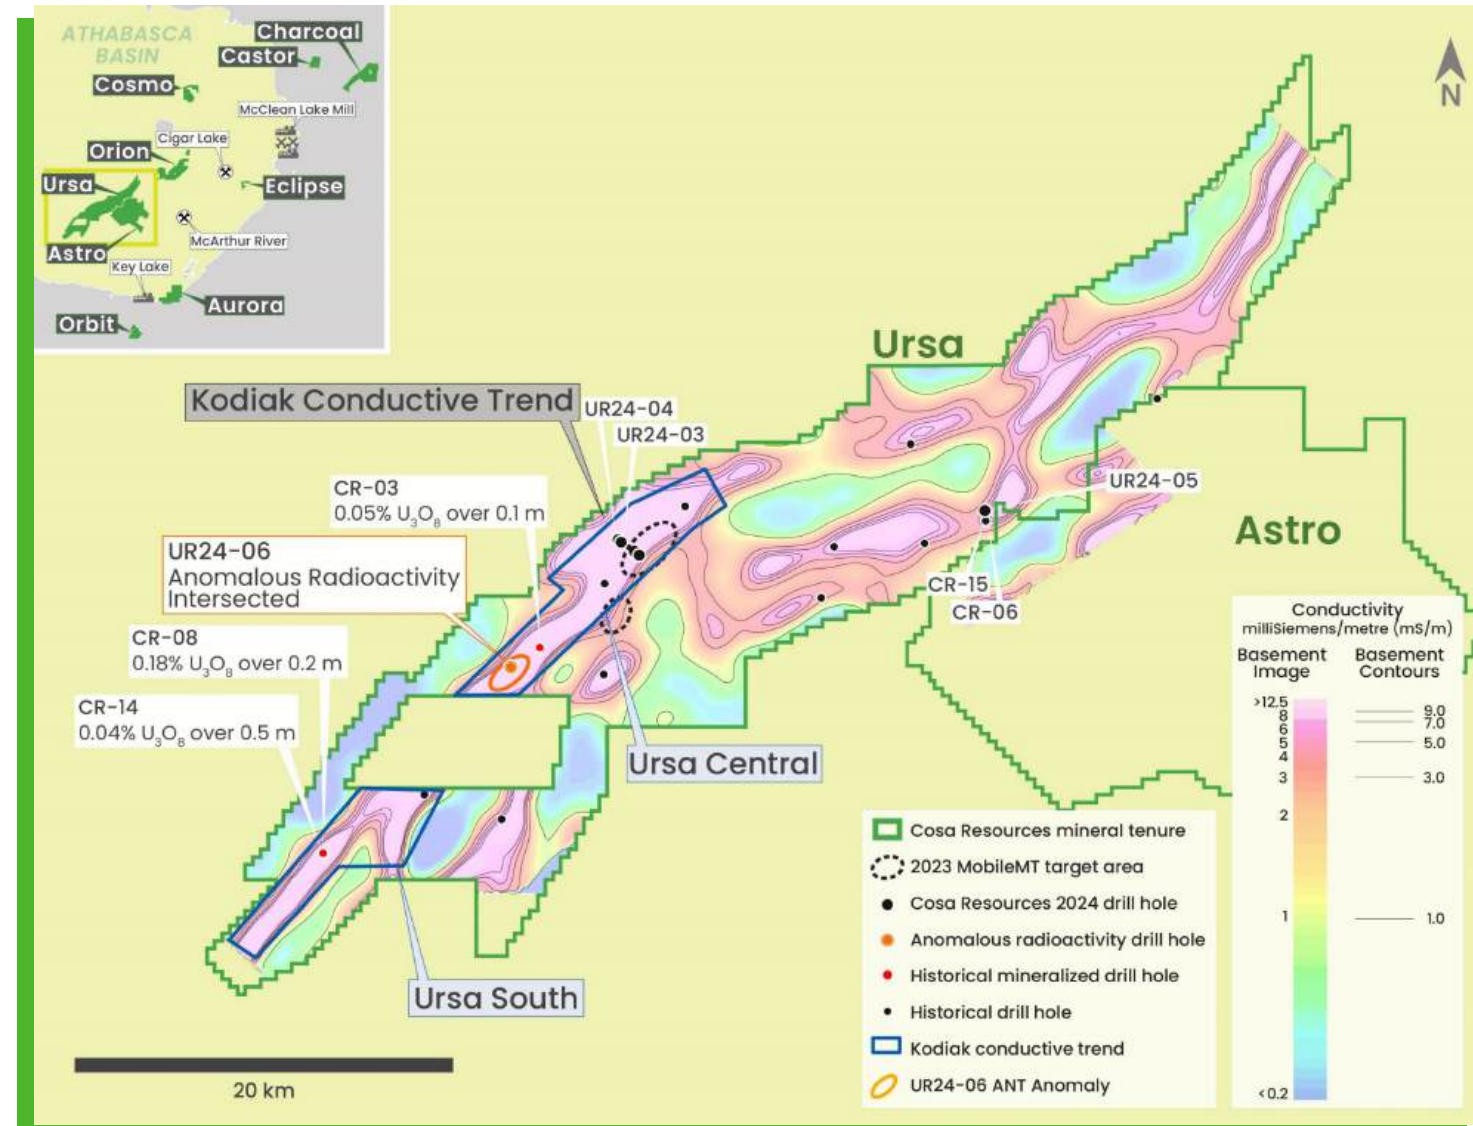 ATHABASCA
BASIN
Charcoal
Castor
Cosmo
McClean Lake Mill
Cigar Lake
Orion
Ursa
Eclipse
McArthur River
Astro
Key Lake
Aurora
Orbit
N
Ursa
Kodiak Conductive Trend
UR24-04
UR24-03
CR-03
0.05% U₃O₈ over 0.1 m
UR24-05
Astro
UR24-06
Anomalous Radioactivity
Intersected
CR-15
CR-06
CR-08
0.18% U₃O₈ over 0.2 m
CR-14
0.04% U₃O₈ over 0.5 m
Ursa Central
Ursa South
20 km
Conductivity
milliSiemens/metre (mS/m)
Basement
Image
Basement
Contours
>12.5
8
6
5
4
3
2
1
<0.2
9.0
7.0
5.0
3.0
1.0
Cosa Resources mineral tenure
2023 MobileMT target area
Cosa Resources 2024 drill hole
Anomalous radioactivity drill hole
Historical mineralized drill hole
Historical drill hole
Kodiak conductive trend
UR24-06 ANT Anomaly